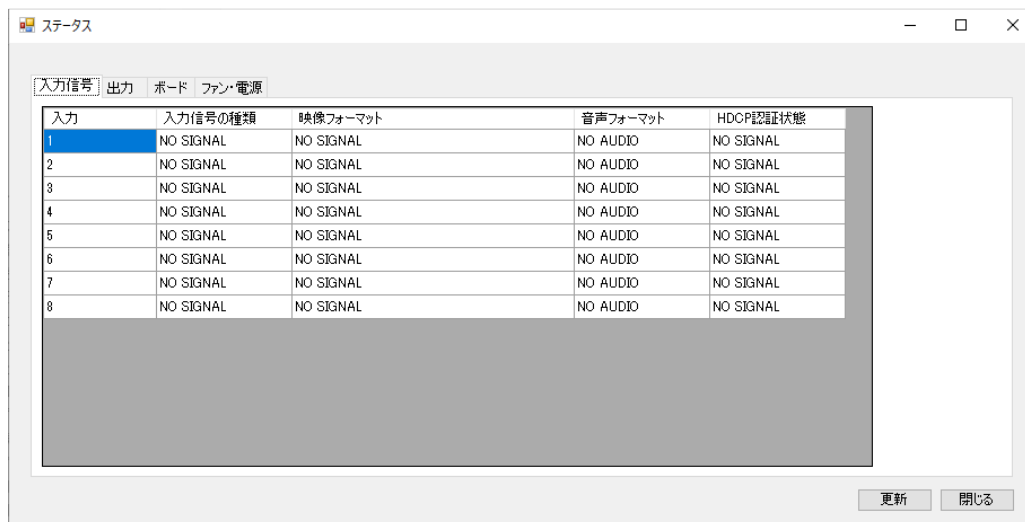 ステータス
入力信号 出力 ボード ファン・電源
入力 入力信号の種類 映像フォーマット 音声フォーマット HDCP認証状態
1 NO SIGNAL NO SIGNAL NO AUDIO NO SIGNAL
2 NO SIGNAL NO SIGNAL NO AUDIO NO SIGNAL
3 NO SIGNAL NO SIGNAL NO AUDIO NO SIGNAL
4 NO SIGNAL NO SIGNAL NO AUDIO NO SIGNAL
5 NO SIGNAL NO SIGNAL NO AUDIO NO SIGNAL
6 NO SIGNAL NO SIGNAL NO AUDIO NO SIGNAL
7 NO SIGNAL NO SIGNAL NO AUDIO NO SIGNAL
8 NO SIGNAL NO SIGNAL NO AUDIO NO SIGNAL
更新 閉じる